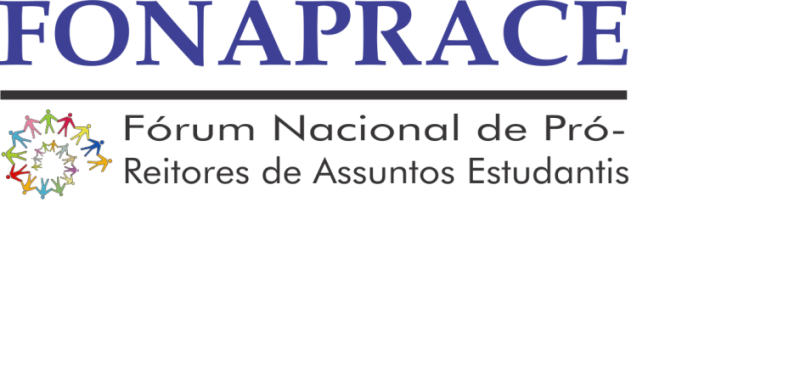 FONAPRACE
Fórum Nacional de Pró-
Reitores de Assuntos Estudantis